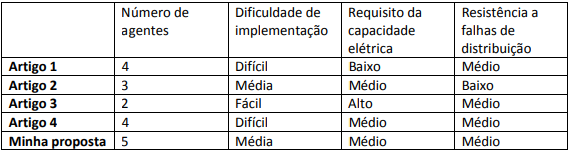 Número de agentes Dificuldade de implementação Requisito da capacidade elétrica Resistência a falhas de distribuição
Artigo 1 4 Difícil Baixo Médio
Artigo 2 3 Média Médio Baixo
Artigo 3 2 Fácil Alto Médio
Artigo 4 4 Difícil Médio Médio
Minha proposta 5 Média Médio Médio